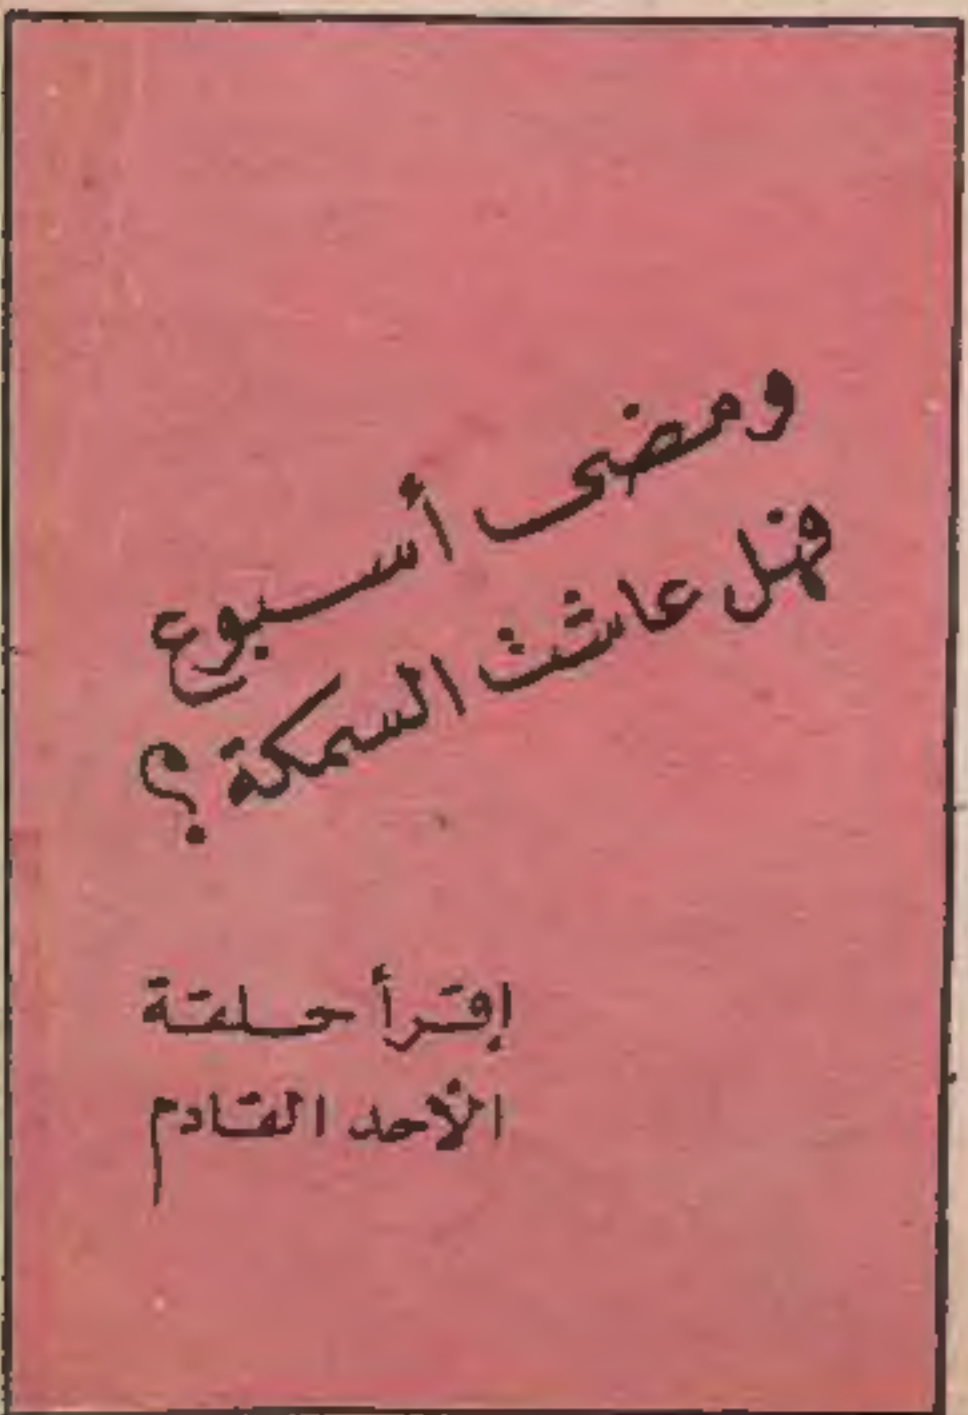 ومضى أسبوع
فهل عاشت السمكة ؟
إقرأ حلقة
الأحد القادم